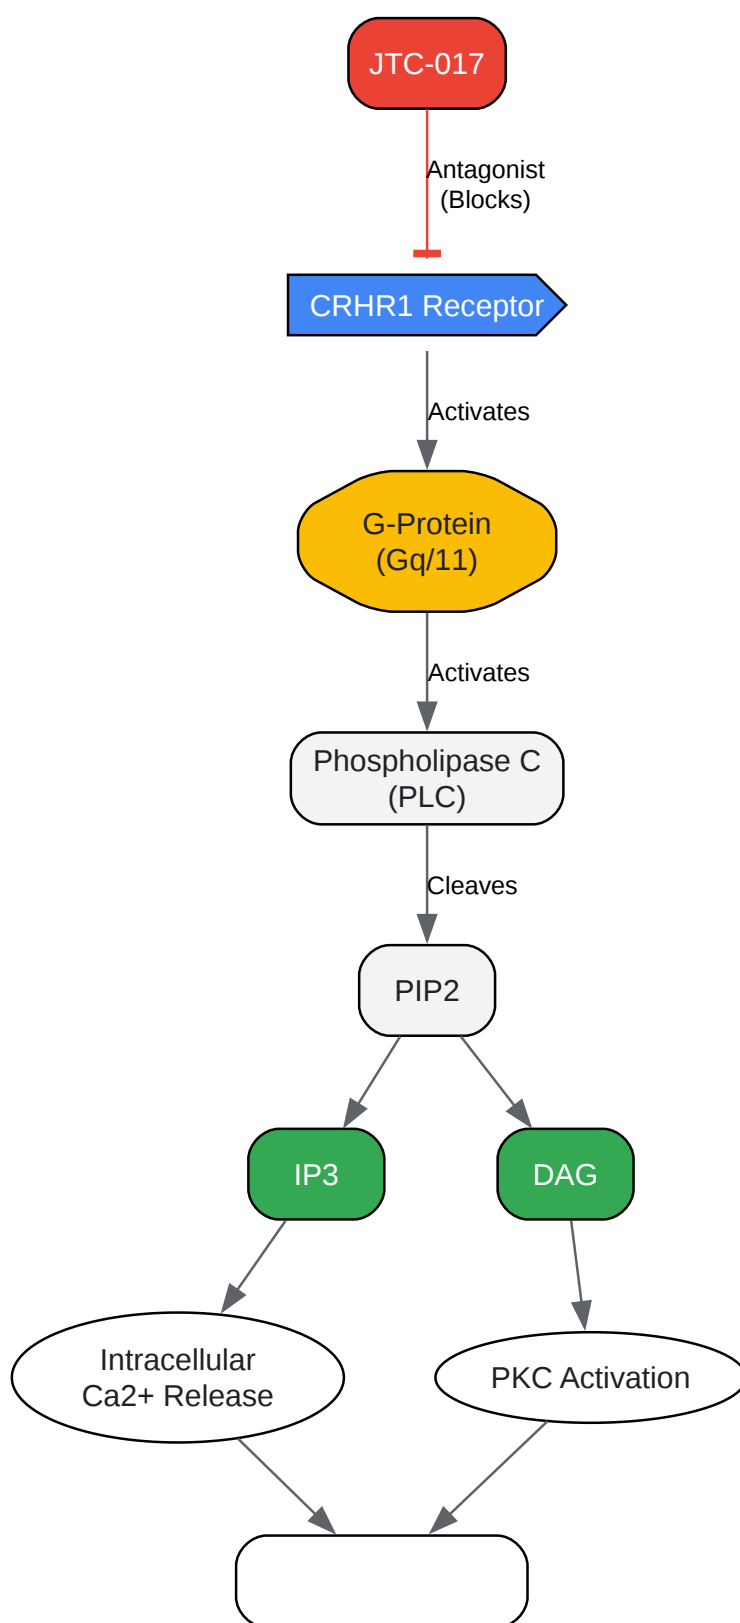 JTC-017
Antagonist
(Blocks)
CRHR1 Receptor
Activates
G-Protein
(Gq/11)
Activates
Phospholipase C
(PLC)
Cleaves
PIP2
IP3
DAG
Intracellular
Ca2+ Release
PKC Activation